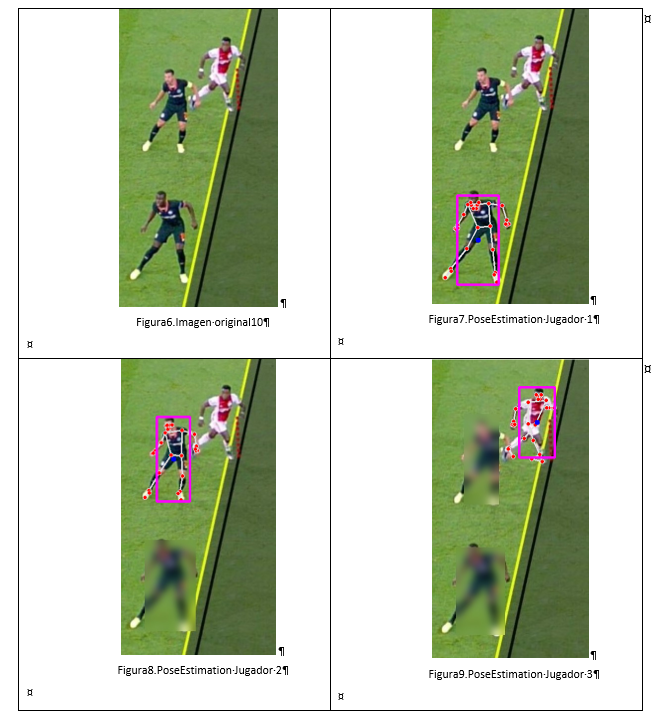 Figura6.Imagen·original10¶
Figura7.PoseEstimation·Jugador·1¶
Figura8.PoseEstimation·Jugador·2¶
Figura9.PoseEstimation·Jugador·3¶